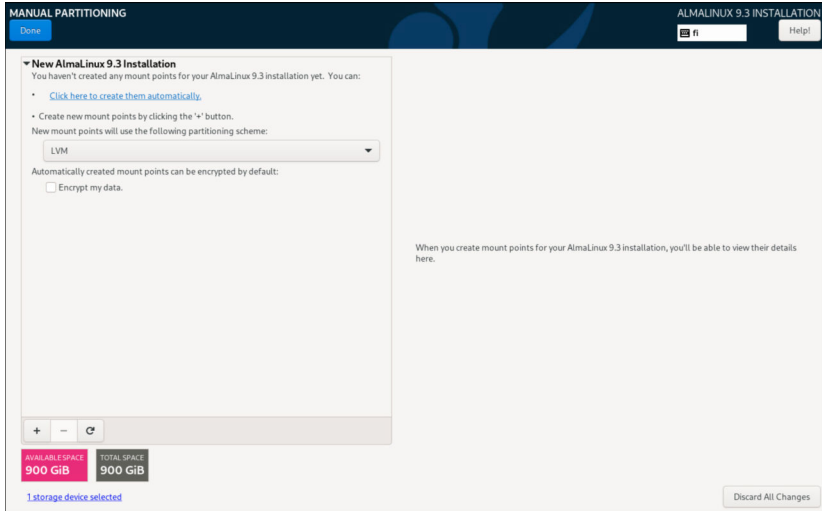 MANUAL PARTITIONING
ALMALINUX 9.3 INSTALLATION
Done
fi
Help!
New AlmaLinux 9.3 Installation
You haven't created any mount points for your AlmaLinux 9.3 installation yet. You can:
• Click here to create them automatically.
• Create new mount points by clicking the '+' button.
New mount points will use the following partitioning scheme:
LVM
Automatically created mount points can be encrypted by default:
Encrypt my data.
When you create mount points for your AlmaLinux 9.3 installation, you'll be able to view their details
here.
+ −
AVAILABLE SPACE
900 GiB
TOTAL SPACE
900 GiB
1 storage device selected
Discard All Changes